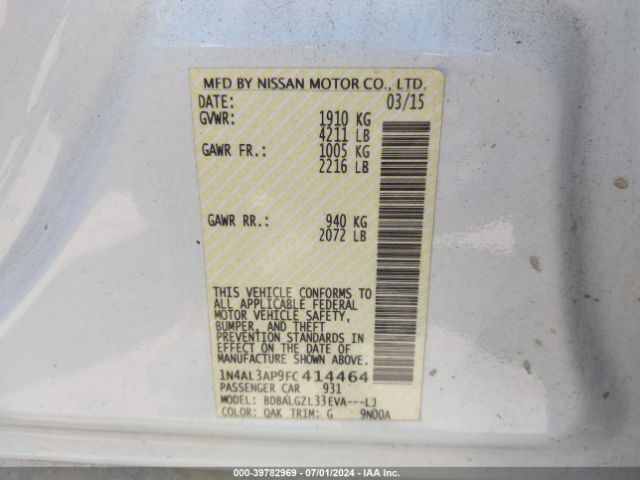 MFD BY NISSAN MOTOR CO., LTD.
DATE: 03/15
GVWR: 1910 KG
4211 LB
GAWR FR.: 1005 KG
2216 LB
GAWR RR.: 940 KG
2072 LB
THIS VEHICLE CONFORMS TO
ALL APPLICABLE FEDERAL
MOTOR VEHICLE SAFETY,
BUMPER, AND THEFT
PREVENTION STANDARDS IN EFFECT
ON THE DATE OF MANUFACTURE SHOWN ABOVE.
1N4AL3AP9FC414464
PASSENGER CAR 931
MODEL: BDBALGZL33EVA---LJ
COLOR: QAK TRIM: G 9N00A
000-39782969 - 07/01/2024 - IAA Inc.